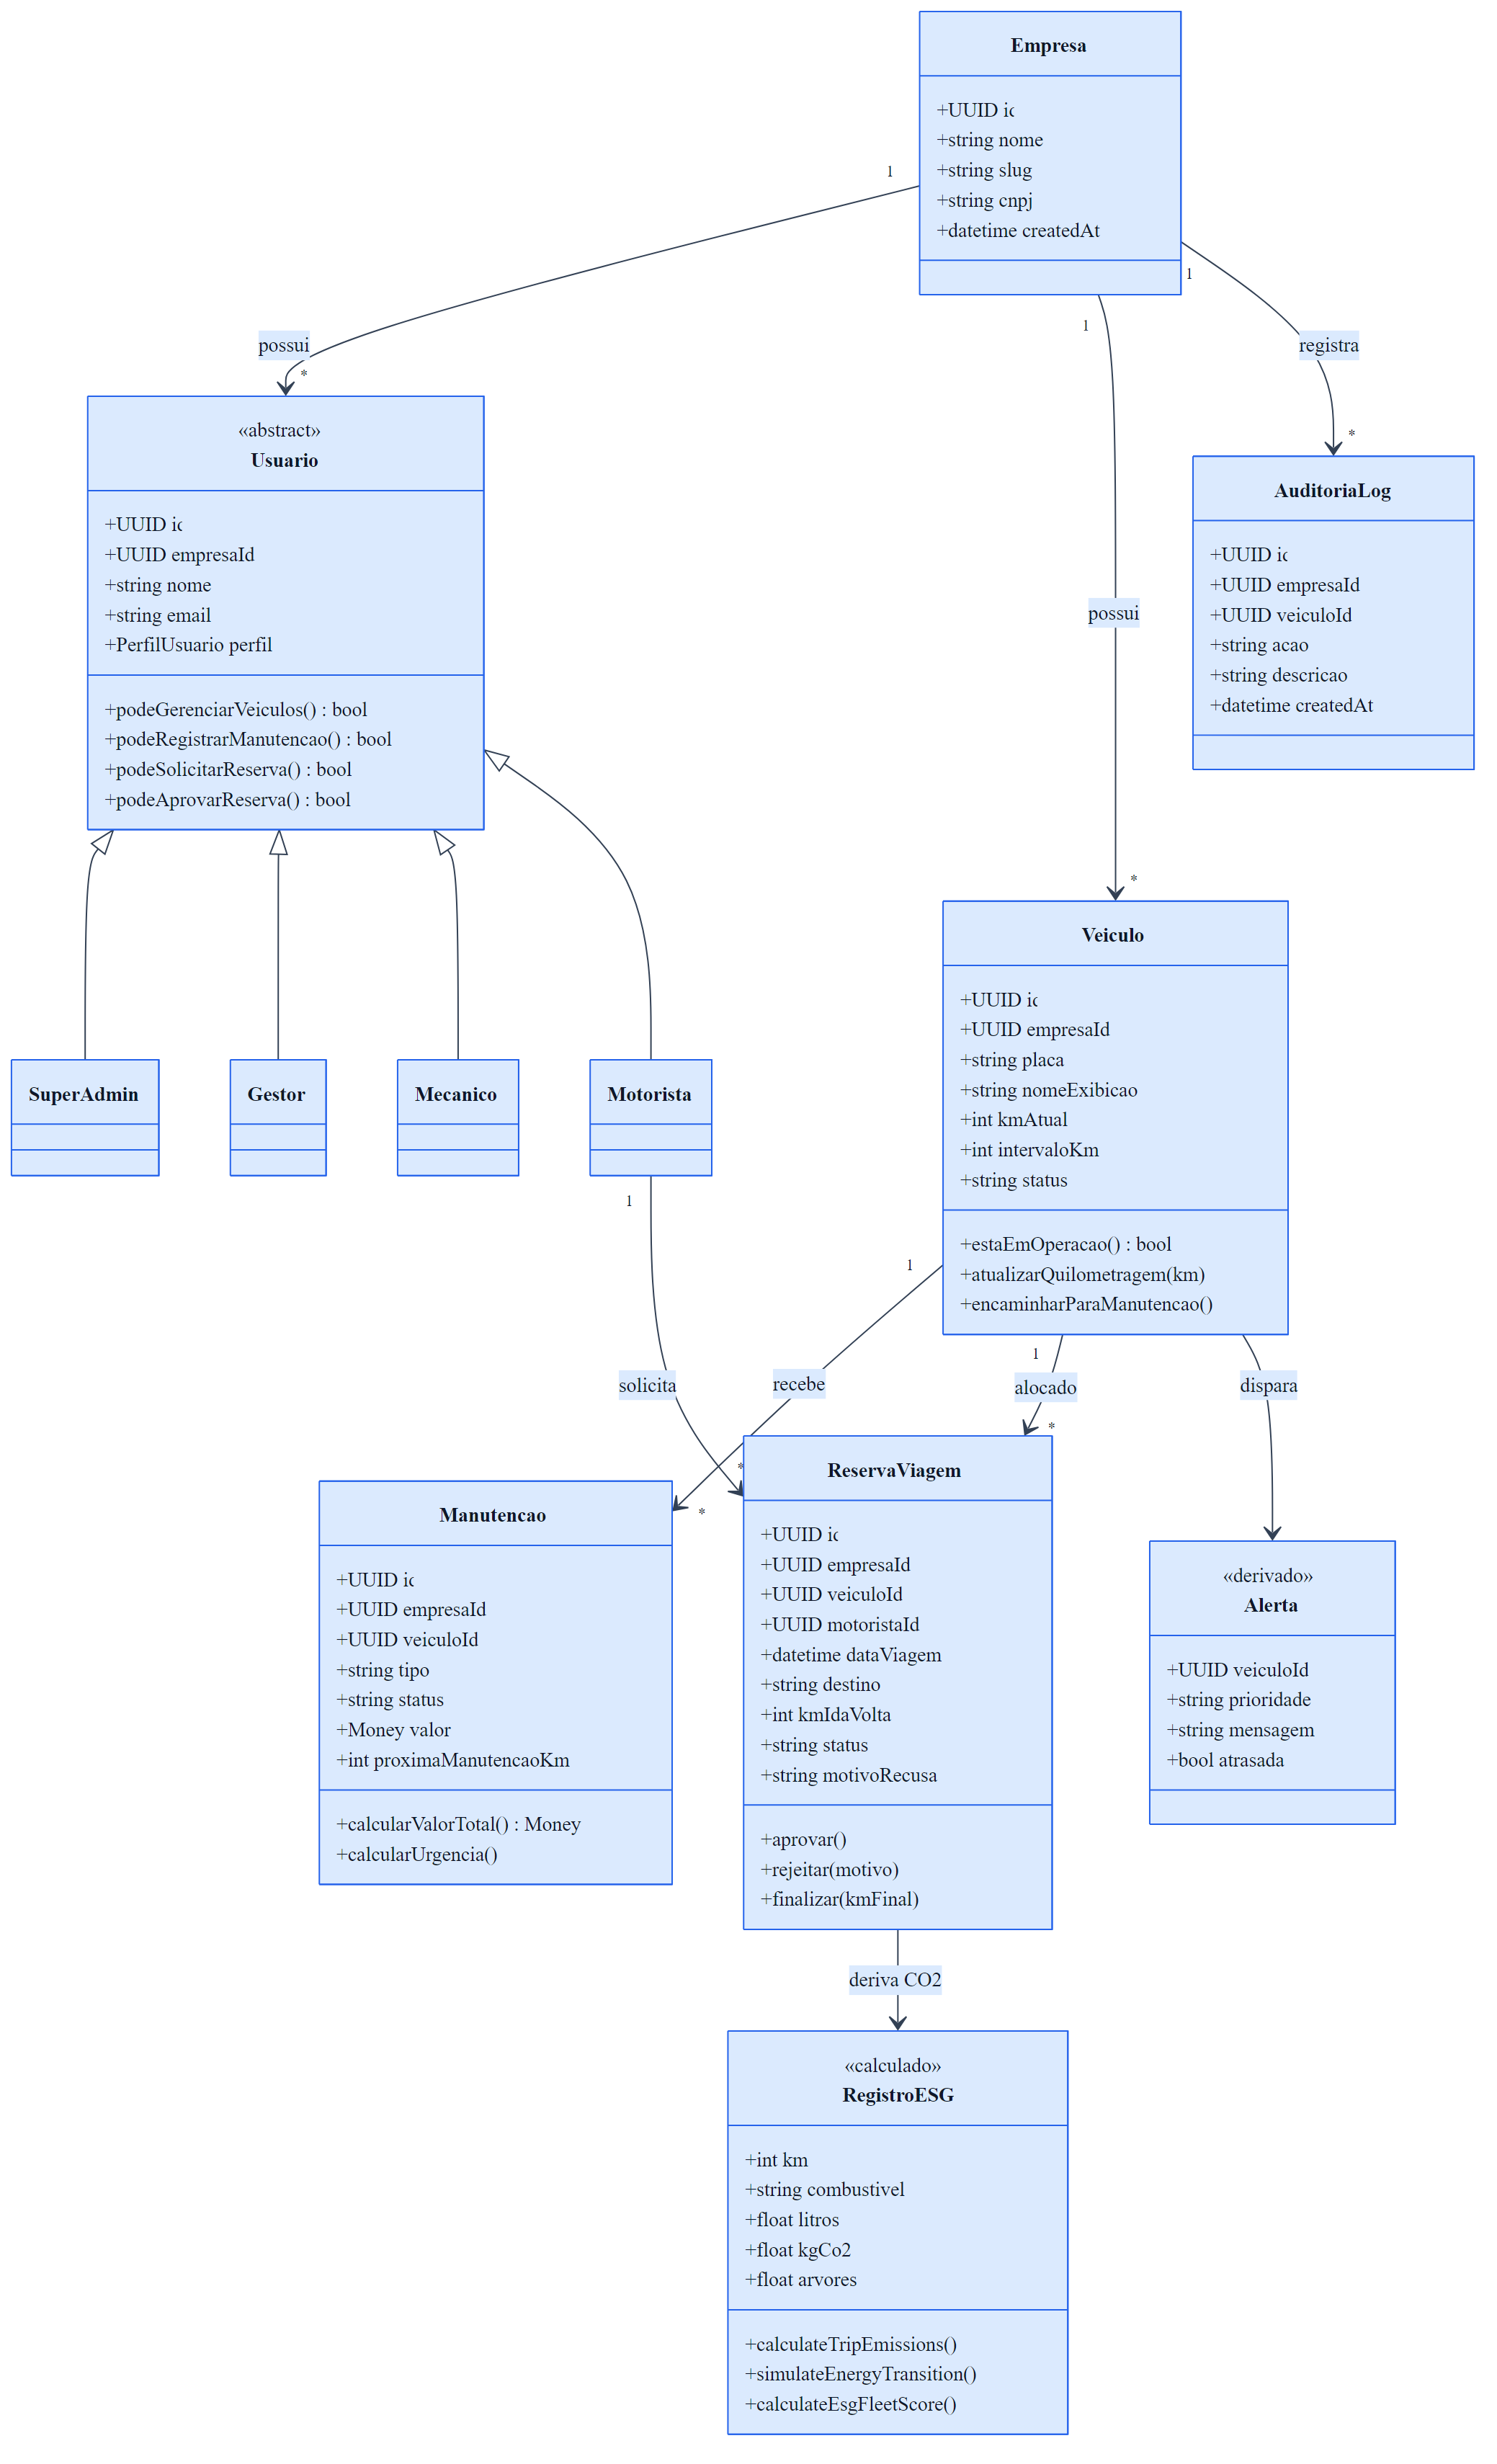 Empresa
+UUID id
+string nome
+string slug
+string cnpj
+datetime createdAt
1
1
1
possui
*
registra
*
«abstract»
Usuario
+UUID id
+UUID empresaId
+string nome
+string email
+PerfilUsuario perfil
+podeGerenciarVeiculos() : bool
+podeRegistrarManutencao() : bool
+podeSolicitarReserva() : bool
+podeAprovarReserva() : bool
AuditoriaLog
+UUID id
+UUID empresaId
+UUID veiculoId
+string acao
+string descricao
+datetime createdAt
possui
*
Veiculo
+UUID id
+UUID empresaId
+string placa
+string nomeExibicao
+int kmAtual
+int intervaloKm
+string status
+estaEmOperacao() : bool
+atualizarQuilometragem(km)
+encaminharParaManutencao()
SuperAdmin
Gestor
Mecanico
Motorista
1
1
1
solicita
recebe
alocado
dispara
*
*
*
Manutencao
+UUID id
+UUID empresaId
+UUID veiculoId
+string tipo
+string status
+Money valor
+int proximaManutencaoKm
+calcularValorTotal() : Money
+calcularUrgencia()
ReservaViagem
+UUID id
+UUID empresaId
+UUID veiculoId
+UUID motoristaId
+datetime dataViagem
+string destino
+int kmIdaVolta
+string status
+string motivoRecusa
+aprovar()
+rejeitar(motivo)
+finalizar(kmFinal)
«derivado»
Alerta
+UUID veiculoId
+string prioridade
+string mensagem
+bool atrasada
deriva CO2
«calculado»
RegistroESG
+int km
+string combustivel
+float litros
+float kgCo2
+float arvores
+calculateTripEmissions()
+simulateEnergyTransition()
+calculateEsgFleetScore()